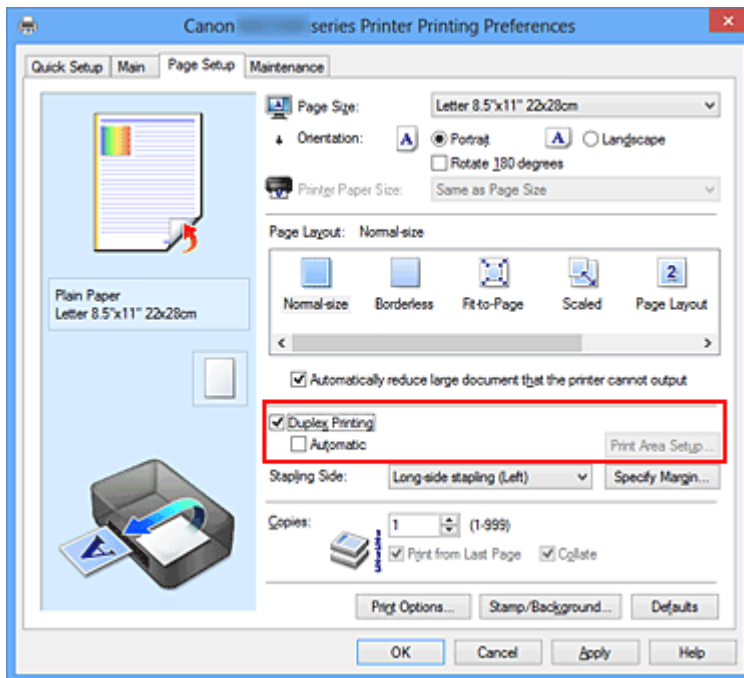 Canon series Printer Printing Preferences
Quick Setup Main Page Setup Maintenance
Page Size: Letter 8.5"x11" 22x28cm
Orientation: A Portrait A Landscape
Rotate 180 degrees
Printer Paper Size: Same as Page Size
Page Layout: Normal-size
2
Normal-size Borderless Fit-to-Page Scaled Page Layout
Plain Paper
Letter 8.5"x11" 22x28cm
Automatically reduce large document that the printer cannot output
Duplex Printing
Automatic Print Area Setup...
Stapling Side: Long-side stapling (Left) Specify Margin...
Copies: 1 (1-999)
Print from Last Page Collate
A
Print Options... Stamp/Background... Defaults
OK Cancel Apply Help